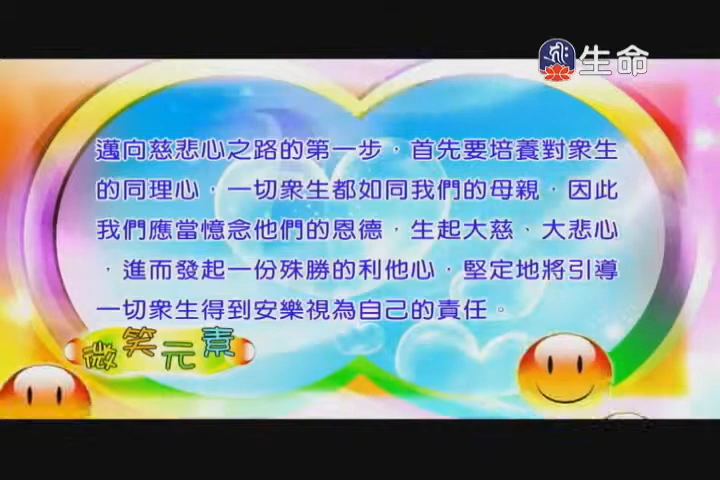 生命
邁向慈悲心之路的第一步，首先要培養對眾生
的同理心，一切眾生都如同我們的母親，因此
我們應當憶念他們的恩德，生起大慈、大悲心
，進而發起一份殊勝的利他心，堅定地將引導
一切眾生得到安樂視為自己的責任。
微笑元素